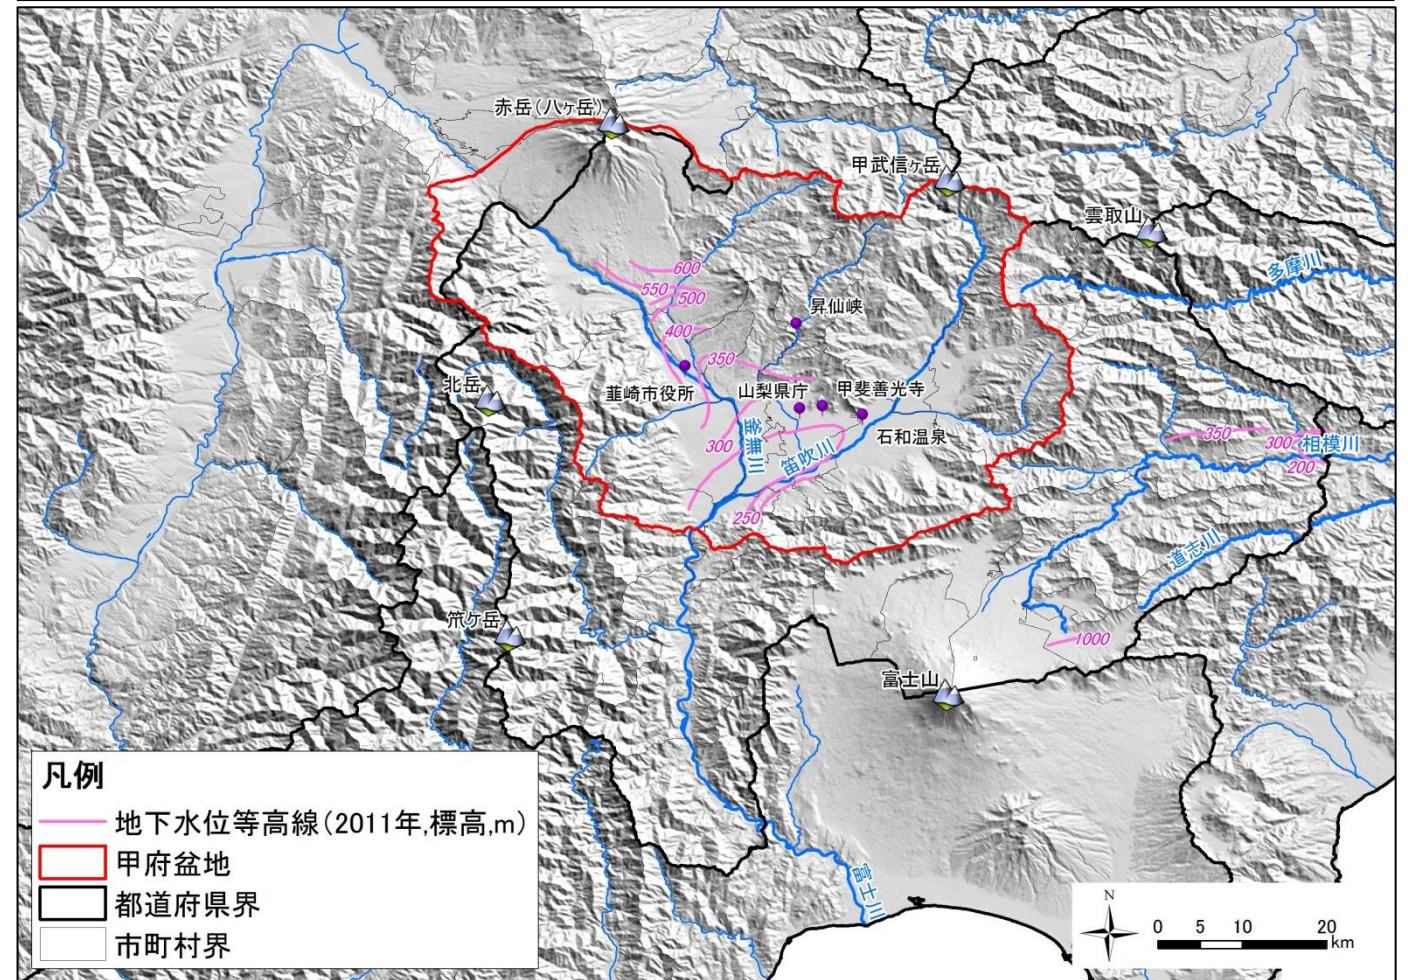 赤岳(八ヶ岳)
甲武信ヶ岳
雲取山
多摩川
600
550
500
昇仙峡
400
350
北岳
韮崎市役所
山梨県庁
甲斐善光寺
石和温泉
釜無川
300
笛吹川
250
350
300
相模川
200
道志川
笊ケ岳
1000
富士山
富士川
凡例
地下水位等高線(2011年,標高,m)
甲府盆地
都道府県界
市町村界
N
0 5 10 20
km